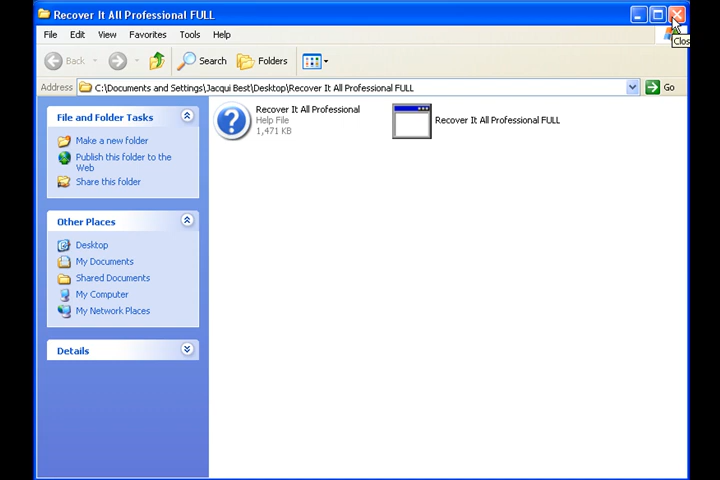 Recover It All Professional FULL
File Edit View Favorites Tools Help
Clos
Back Search Folders
Address C:\Documents and Settings\Jacqui Best\Desktop\Recover It All Professional FULL Go
File and Folder Tasks
Make a new folder
Publish this folder to the
Web
Share this folder
Other Places
Desktop
My Documents
Shared Documents
My Computer
My Network Places
Details
Recover It All Professional
Help File
1,471 KB
Recover It All Professional FULL